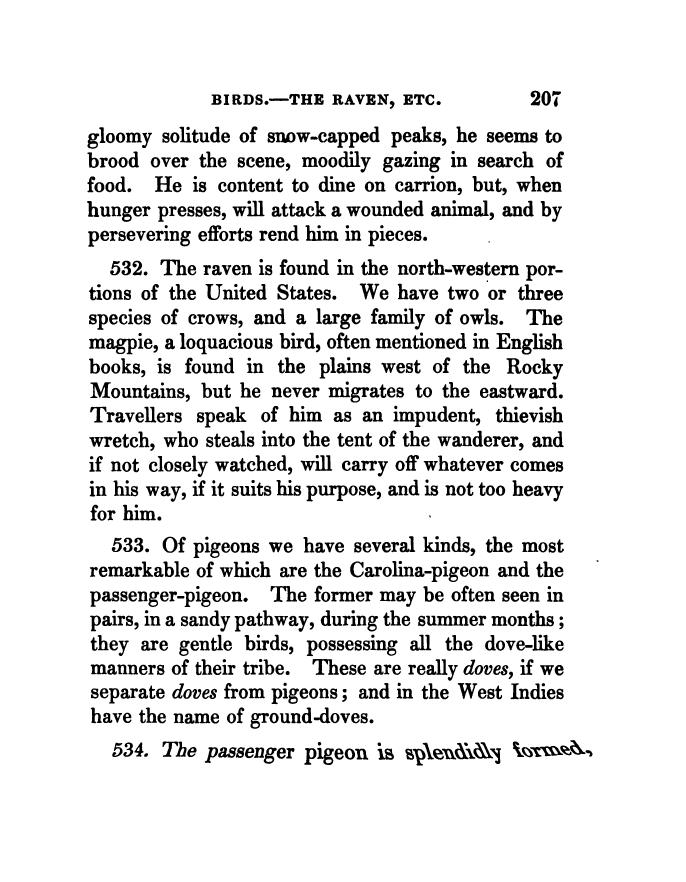 BIRDS.—THE RAVEN, ETC. 207
gloomy solitude of snow-capped peaks, he seems to
brood over the scene, moodily gazing in search of
food. He is content to dine on carrion, but, when
hunger presses, will attack a wounded animal, and by
persevering efforts rend him in pieces.
532. The raven is found in the north-western por-
tions of the United States. We have two or three
species of crows, and a large family of owls. The
magpie, a loquacious bird, often mentioned in English
books, is found in the plains west of the Rocky
Mountains, but he never migrates to the eastward.
Travellers speak of him as an impudent, thievish
wretch, who steals into the tent of the wanderer, and
if not closely watched, will carry off whatever comes
in his way, if it suits his purpose, and is not too heavy
for him.
533. Of pigeons we have several kinds, the most
remarkable of which are the Carolina-pigeon and the
passenger-pigeon. The former may be often seen in
pairs, in a sandy pathway, during the summer months;
they are gentle birds, possessing all the dove-like
manners of their tribe. These are really doves, if we
separate doves from pigeons; and in the West Indies
have the name of ground-doves.
534. The passenger pigeon is splendidly formed,